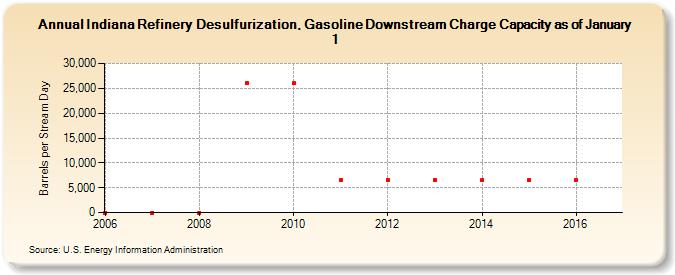 Annual Indiana Refinery Desulfurization, Gasoline Downstream Charge Capacity as of January
1
Barrels per Stream Day
30,000
25,000
20,000
15,000
10,000
5,000
0
2006 2008 2010 2012 2014 2016
Source: U.S. Energy Information Administration